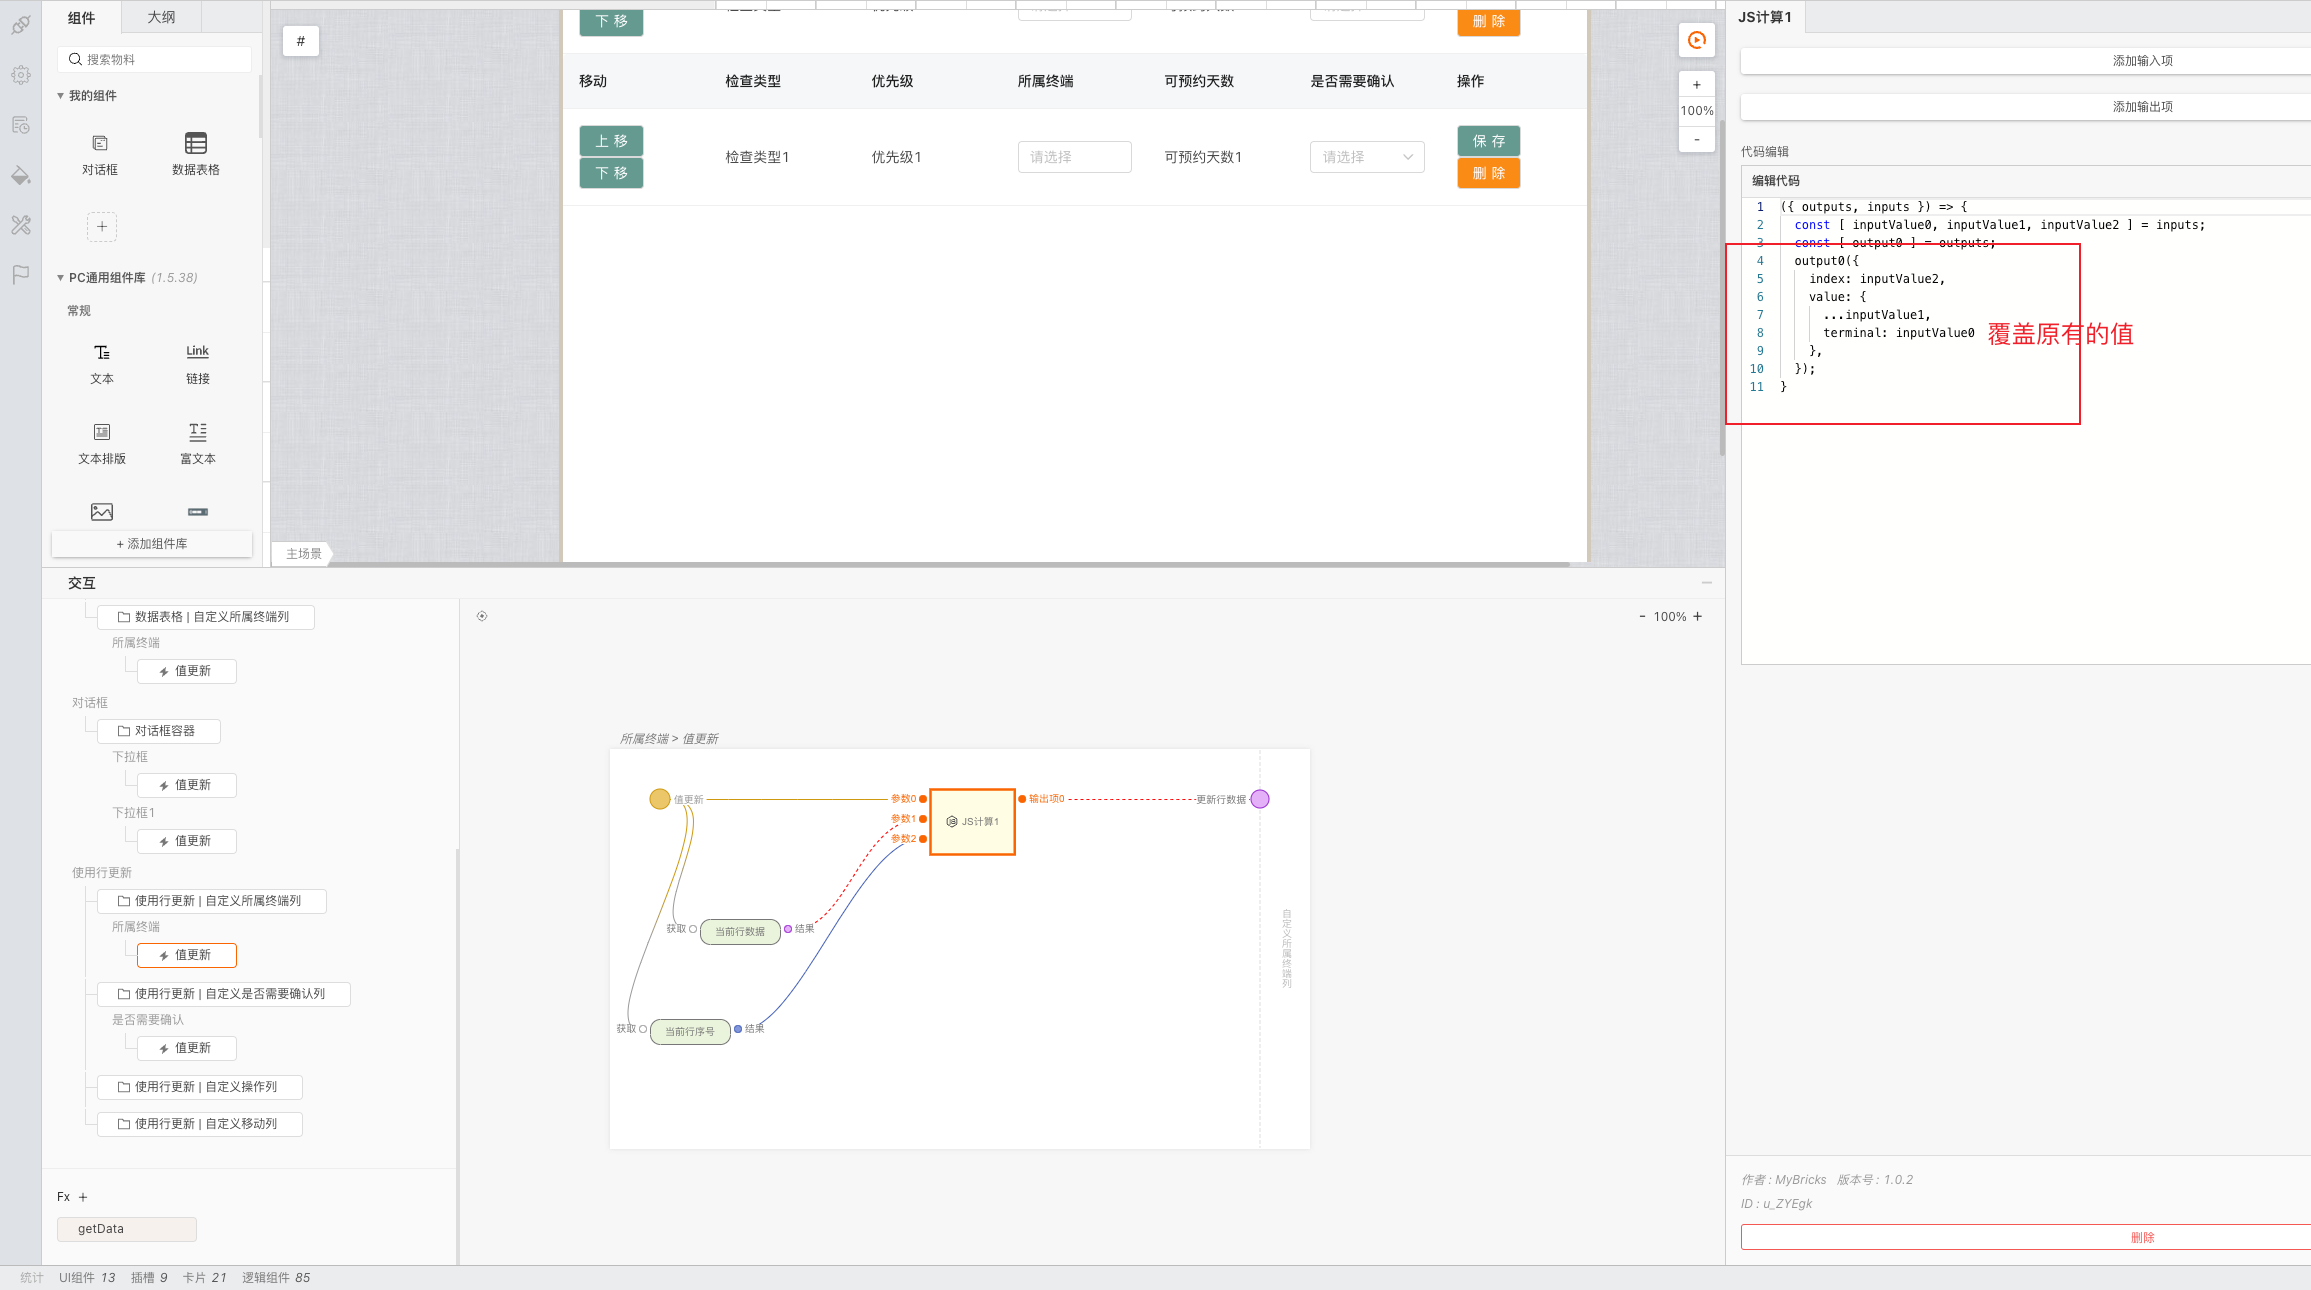 组件
大纲
搜索物料
我的组件
对话框
数据表格
+
PC通用组件库 (1.5.38)
常规
文本
Link
链接
文本排版
富文本
+ 添加组件库
#
下 移
删 除
移动
检查类型
优先级
所属终端
可预约天数
是否需要确认
操作
上 移
下 移
检查类型1
优先级1
请选择
可预约天数1
请选择
保 存
删 除
+
100%
-
主场景
JS计算1
添加输入项
添加输出项
代码编辑
编辑代码
1 ({ outputs, inputs }) => {
2 const [ inputValue0, inputValue1, inputValue2 ] = inputs;
3 const [ output0 ] = outputs;
4 output0({
5 index: inputValue2,
6 value: {
7 ...inputValue1,
8 terminal: inputValue0
覆盖原有的值
9 },
10 });
11 }
交互
数据表格 | 自定义所属终端列
所属终端
值更新
对话框
对话框容器
下拉框
值更新
下拉框1
值更新
使用行更新
使用行更新 | 自定义所属终端列
所属终端
值更新
使用行更新 | 自定义是否需要确认列
是否需要确认
值更新
使用行更新 | 自定义操作列
使用行更新 | 自定义移动列
Fx +
getData
- 100% +
所属终端 > 值更新
值更新
参数0
参数1
参数2
JS计算1
输出项0
更新行数据
获取
当前行数据
结果
获取
当前行序号
结果
自定义所属终端列
作者 : MyBricks 版本号 : 1.0.2
ID : u_ZYEgk
删除
统计 UI组件 13 插槽 9 卡片 21 逻辑组件 85